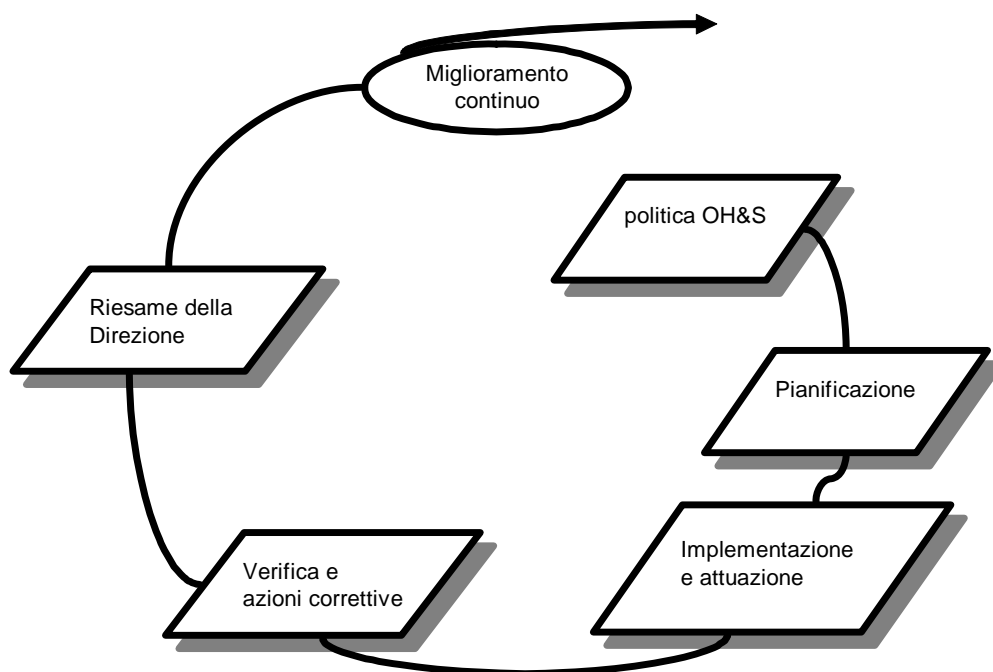 Miglioramento
continuo
politica OH&S
Riesame della
Direzione
Pianificazione
Implementazione
e attuazione
Verifica e
azioni correttive